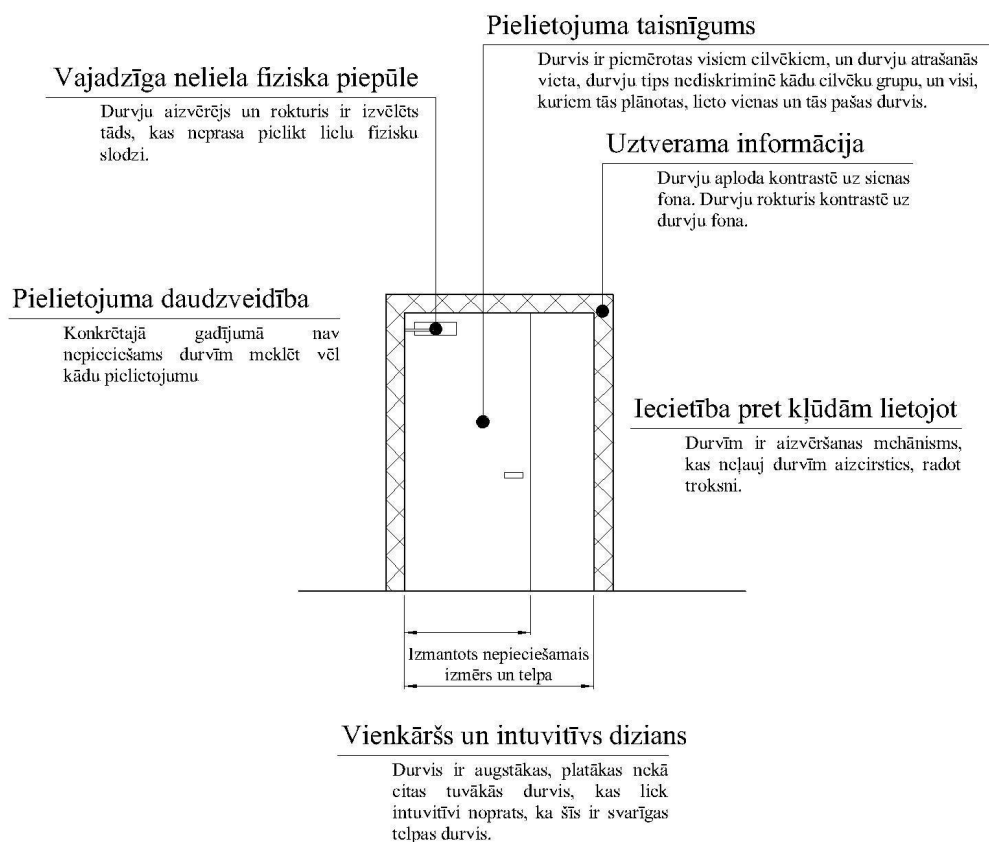 Pielietojuma taisnīgums
Durvis ir piemērotas visiem cilvēkiem, un durvju atrašanās
vieta, durvju tips nediskriminē kādu cilvēku grupu, un visi,
kuriem tās plānotas, lieto vienas un tās pašas durvis.
Vajadzīga neliela fiziska piepūle
Durvju aizvērējs un rokturis ir izvēlēts
tāds, kas neprasa pielikt lielu fizisku
slodzi.
Uztverama informācija
Durvju aploda kontrastē uz sienas
fona. Durvju rokturis kontrastē uz
durvju fona.
Pielietojuma daudzveidība
Konkrētajā gadījumā nav
nepieciešams durvīm meklēt vēl
kādu pielietojumu
Iecietība pret kļūdām lietojot
Durvīm ir aizvēršanas mehānisms,
kas neļauj durvīm aizcirsties, radot
troksni.
Izmantots nepieciešamais
izmērs un telpa
Vienkāršs un intuvitīvs dizians
Durvis ir augstākas, platākas nekā
citas tuvākās durvis, kas liek
intuvitīvi noprats, ka šīs ir svarīgas
telpas durvis.